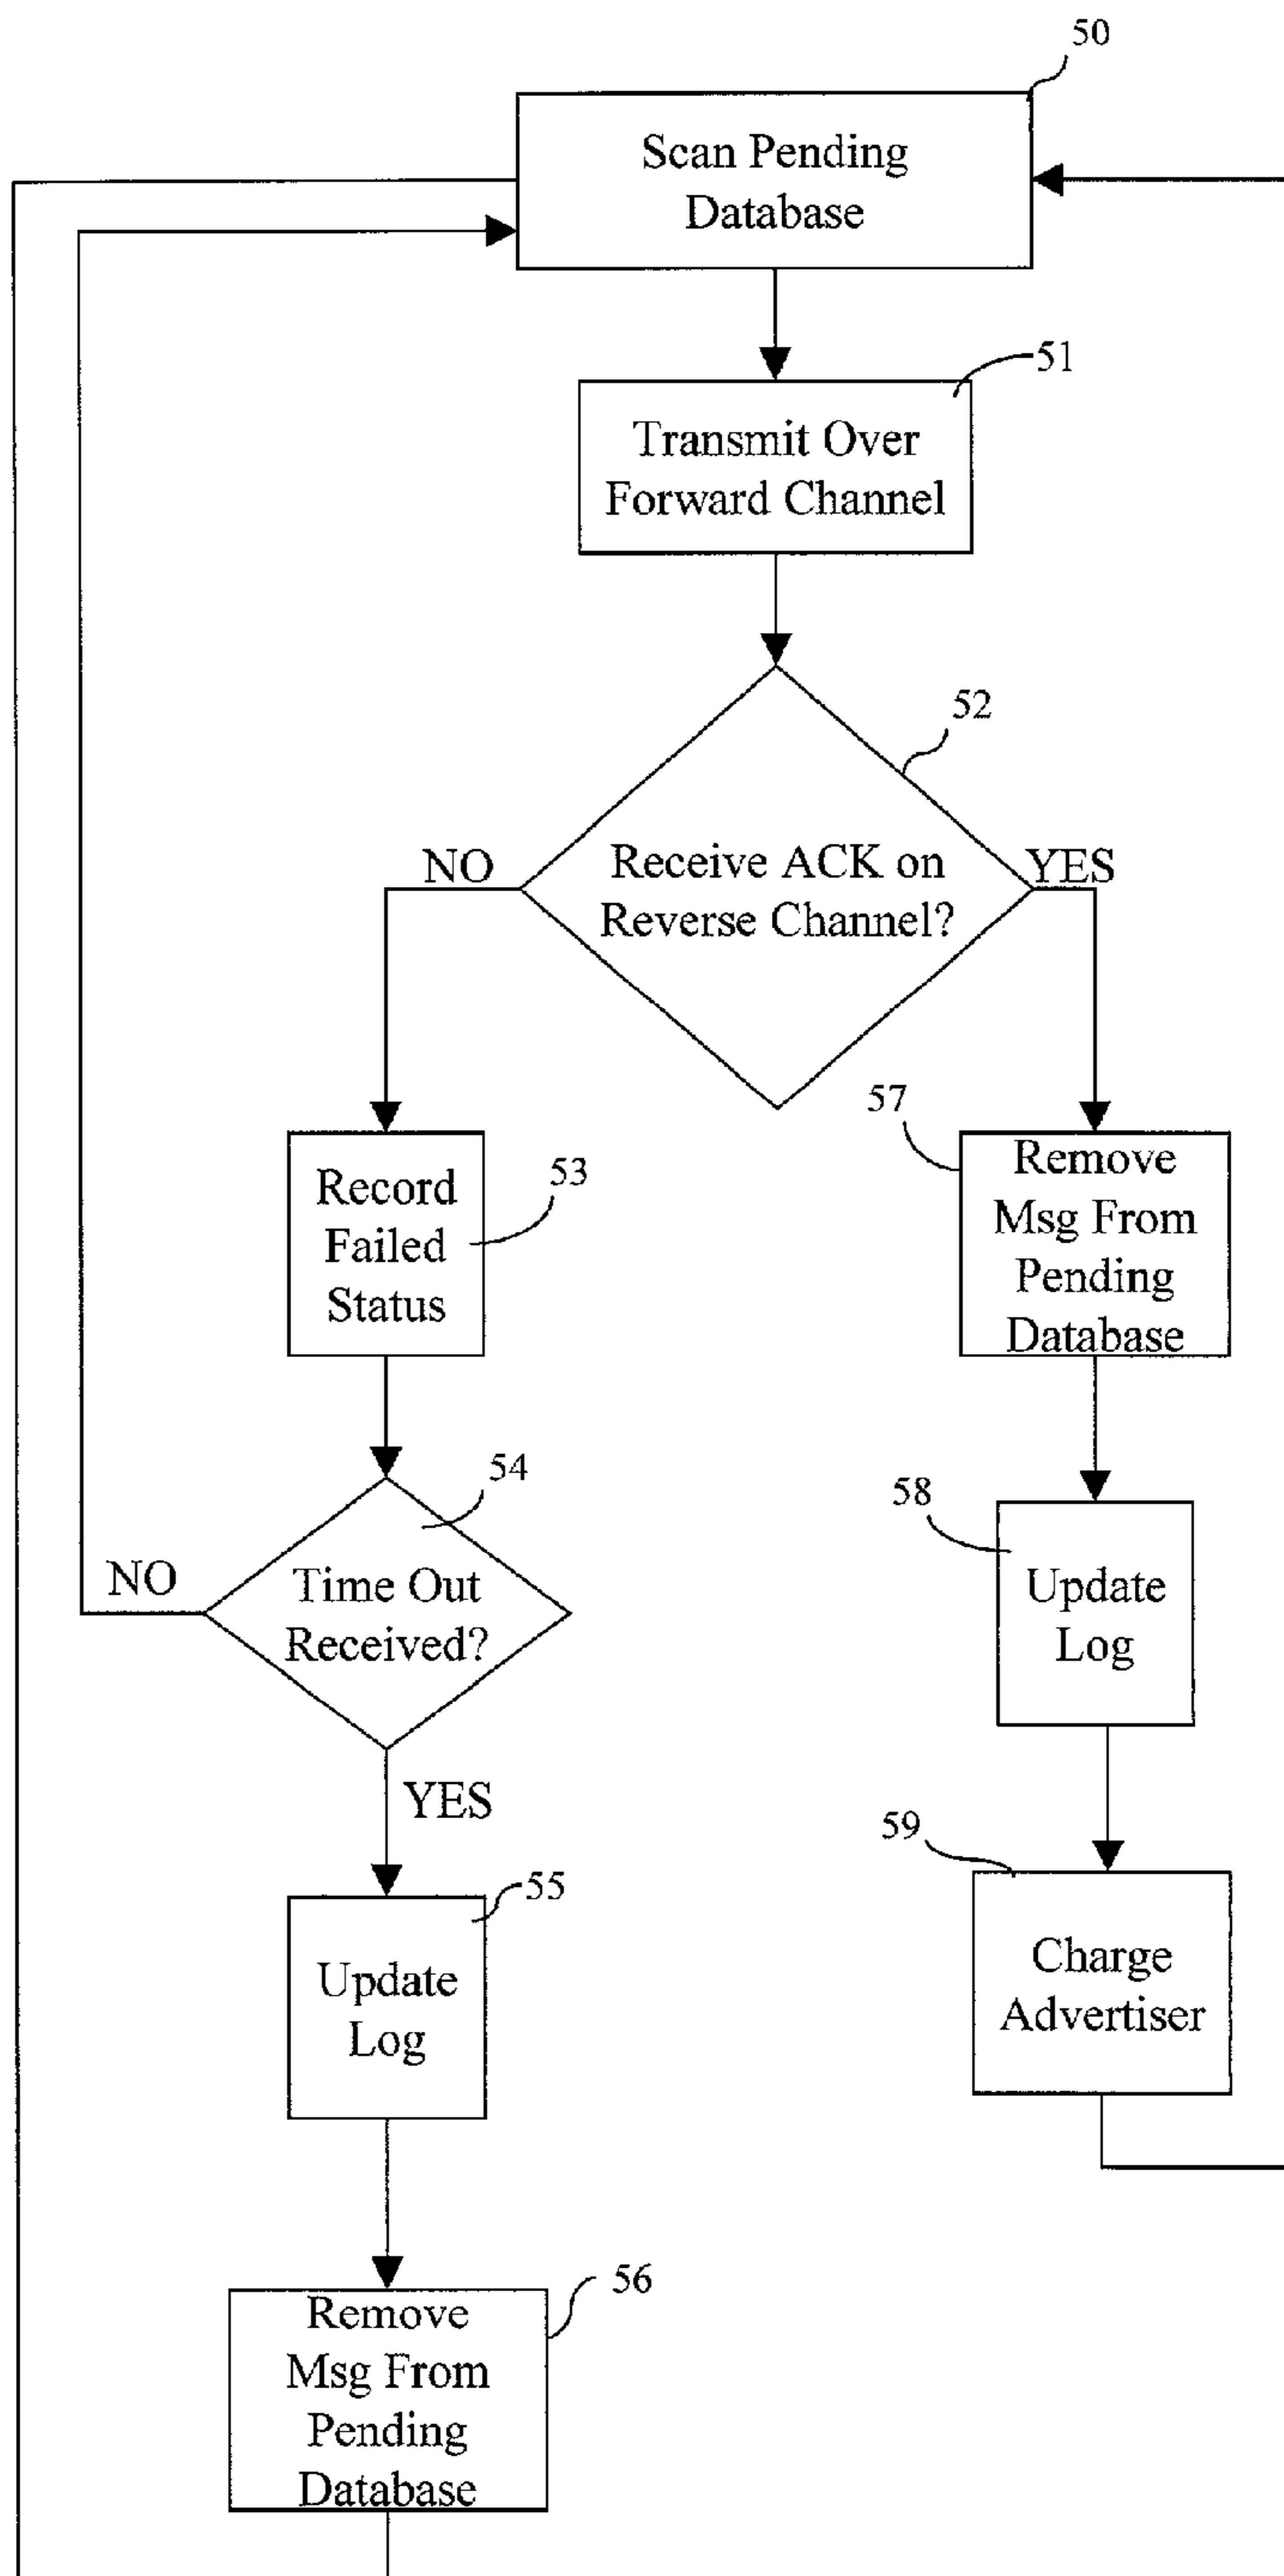 50
Scan Pending
Database
51
Transmit Over
Forward Channel
52
NO
Receive ACK on
Reverse Channel?
YES
53
Record
Failed
Status
57
Remove
Msg From
Pending
Database
54
NO
Time Out
Received?
YES
58
Update
Log
55
Update
Log
59
Charge
Advertiser
56
Remove
Msg From
Pending
Database